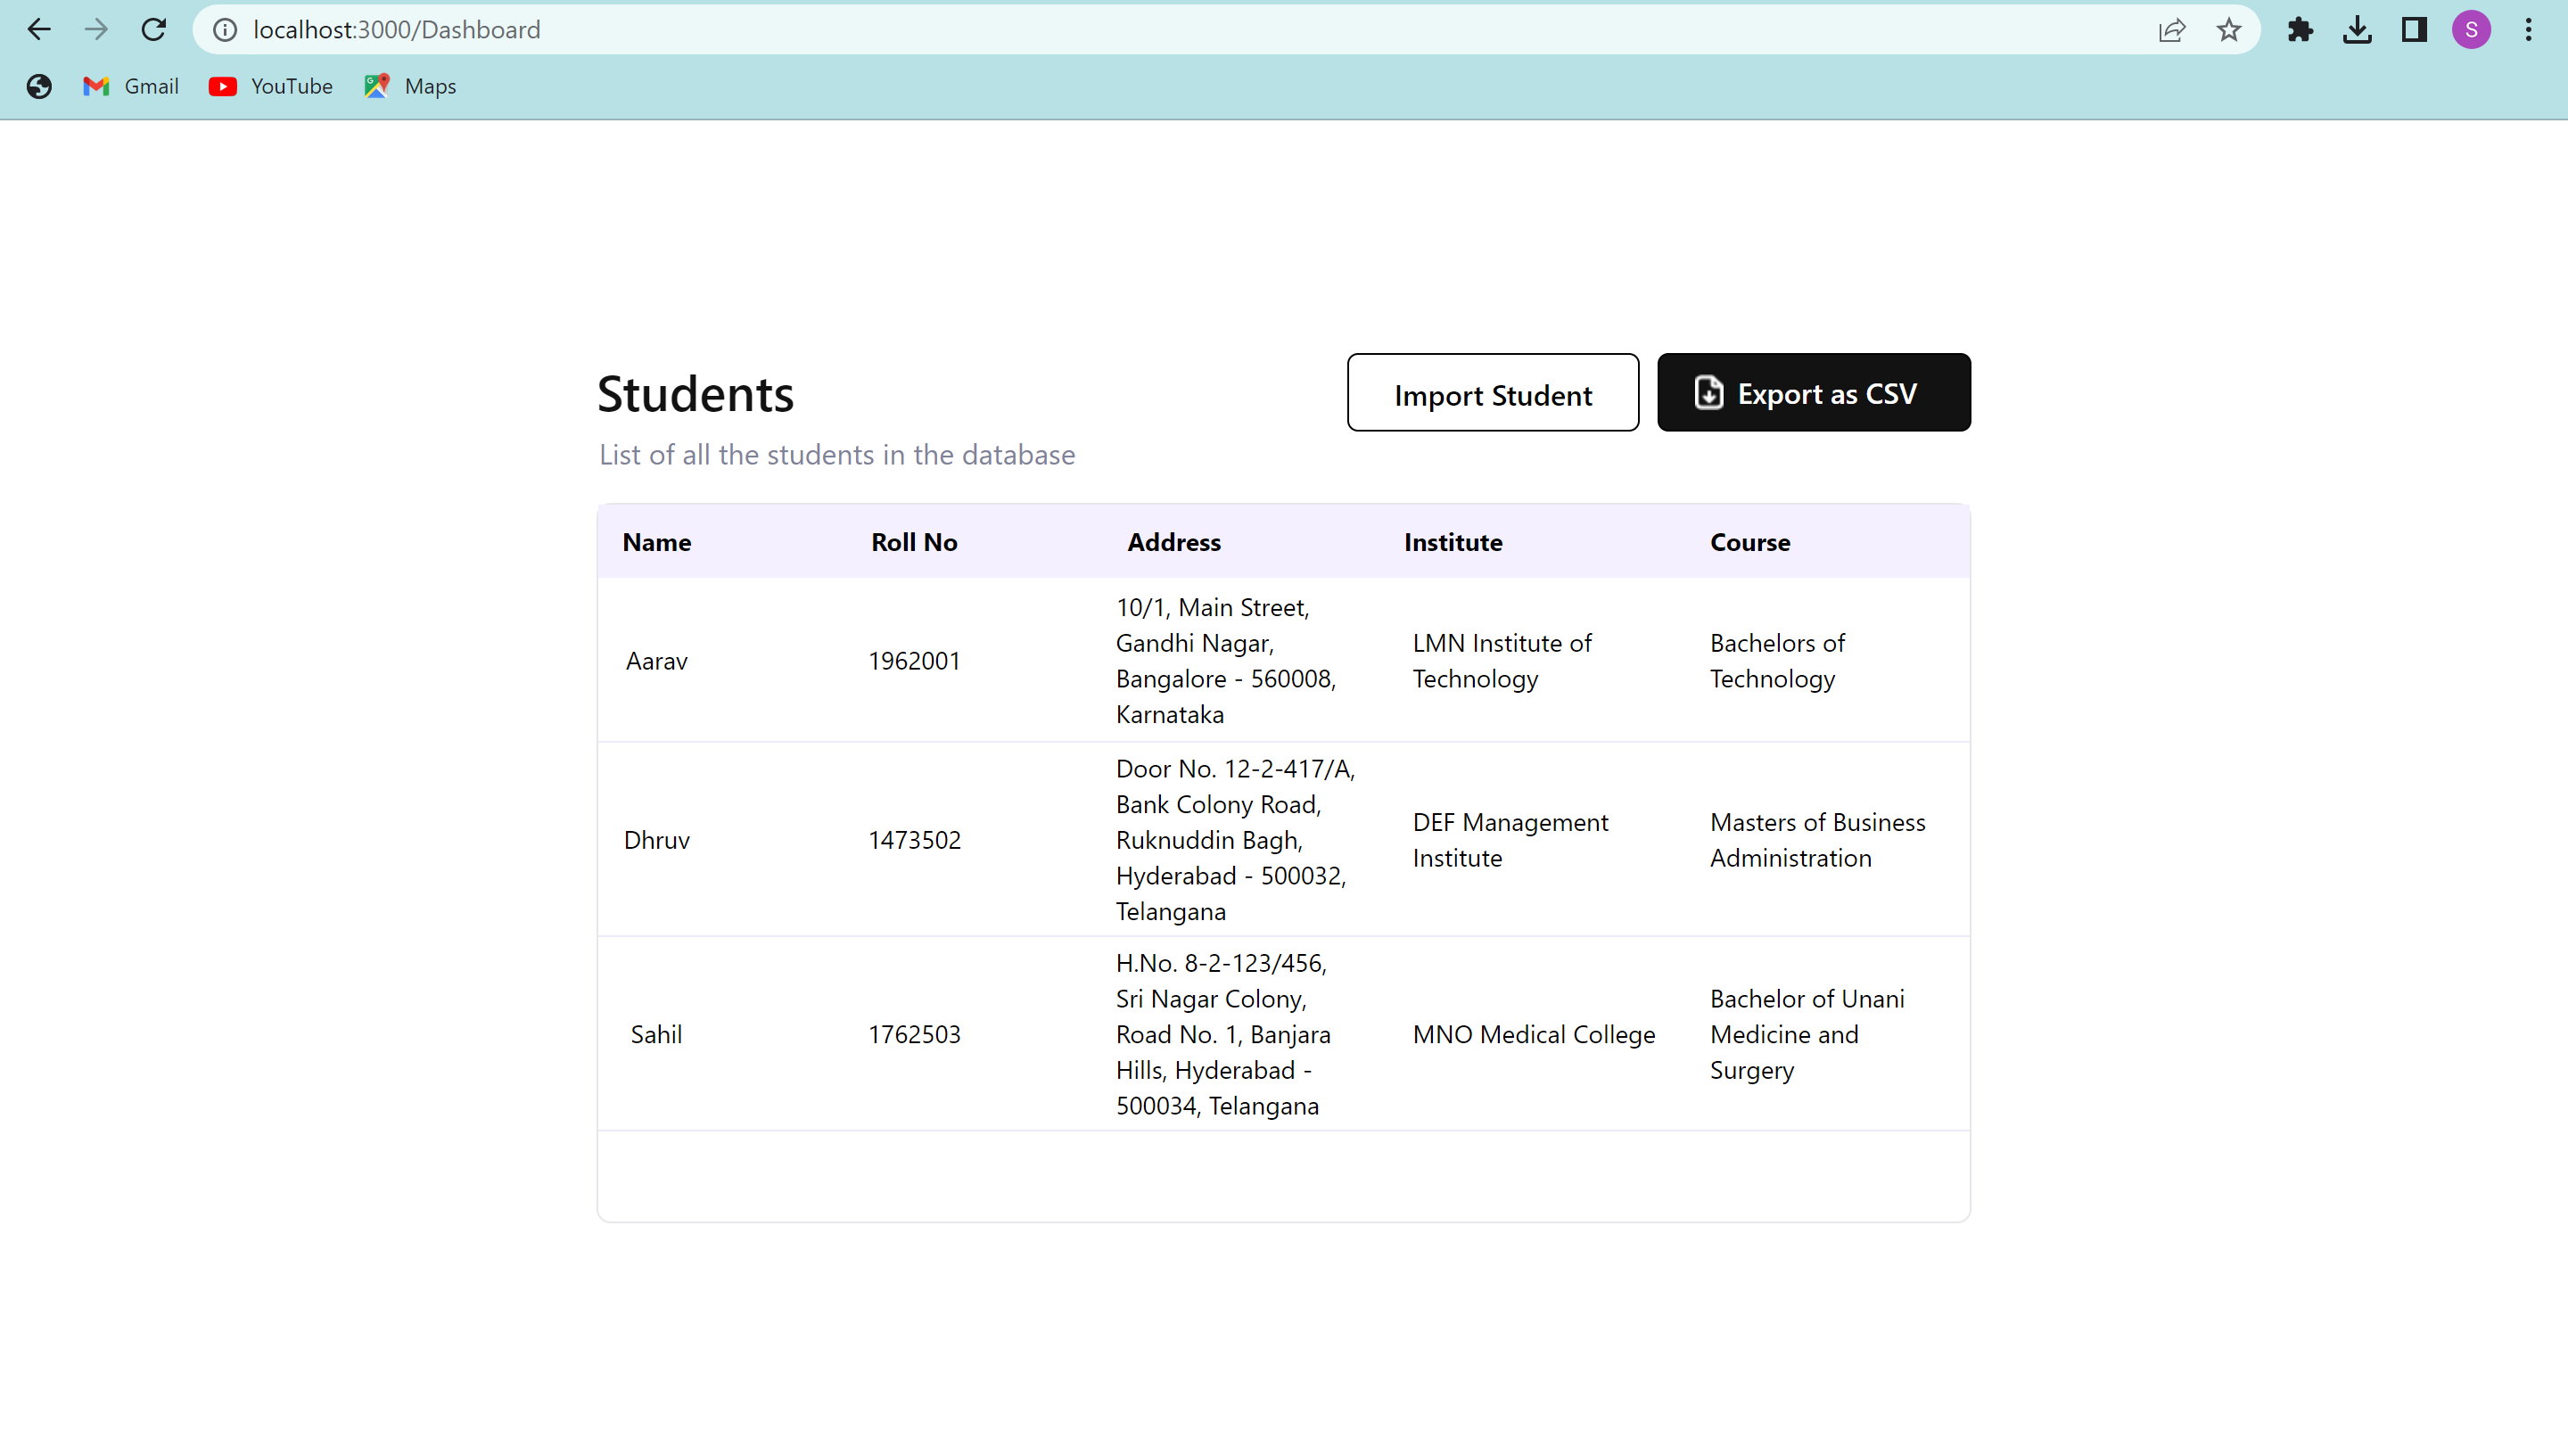 localhost:3000/Dashboard
S
Gmail YouTube Maps
Students
Import Student
Export as CSV
List of all the students in the database
Name Roll No Address Institute Course
Aarav
1962001
10/1, Main Street,
Gandhi Nagar,
Bangalore - 560008,
Karnataka
LMN Institute of
Technology
Bachelors of
Technology
Dhruv
1473502
Door No. 12-2-417/A,
Bank Colony Road,
Ruknuddin Bagh,
Hyderabad - 500032,
Telangana
DEF Management
Institute
Masters of Business
Administration
Sahil
1762503
H.No. 8-2-123/456,
Sri Nagar Colony,
Road No. 1, Banjara
Hills, Hyderabad -
500034, Telangana
MNO Medical College
Bachelor of Unani
Medicine and
Surgery